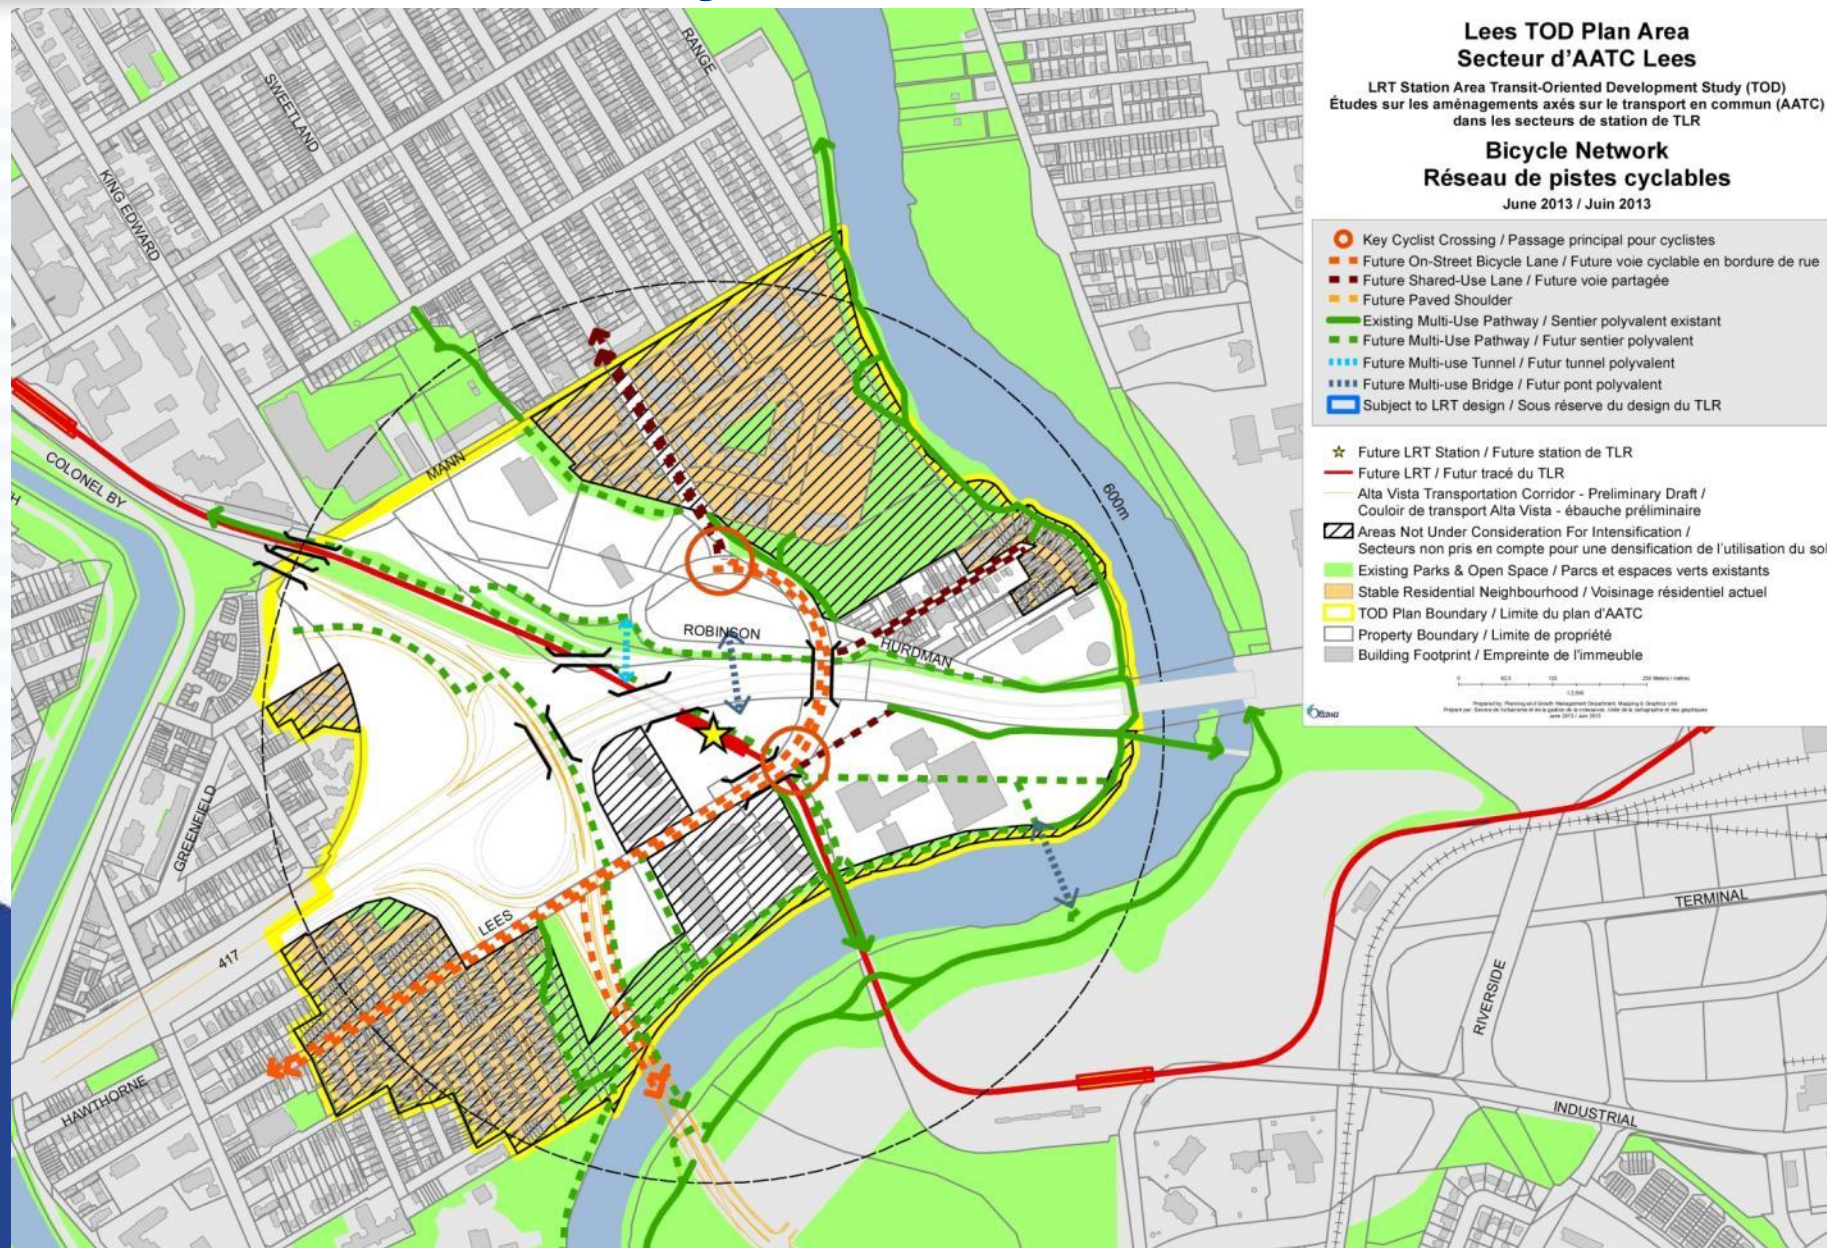 Lees TOD Plan Area
Secteur d'AATC Lees
LRT Station Area Transit-Oriented Development Study (TOD)
Études sur les aménagements axés sur le transport en commun (AATC)
dans les secteurs de station de TLR
Bicycle Network
Réseau de pistes cyclables
June 2013 / Juin 2013
Key Cyclist Crossing / Passage principal pour cyclistes
Future On-Street Bicycle Lane / Future voie cyclable en bordure de rue
Future Shared-Use Lane / Future voie partagée
Future Paved Shoulder
Existing Multi-Use Pathway / Sentier polyvalent existant
Future Multi-Use Pathway / Futur sentier polyvalent
Future Multi-use Tunnel / Futur tunnel polyvalent
Future Multi-use Bridge / Futur pont polyvalent
Subject to LRT design / Sous réserve du design du TLR
Future LRT Station / Future station de TLR
Future LRT / Futur tracé du TLR
Alta Vista Transportation Corridor - Preliminary Draft /
Couloir de transport Alta Vista - ébauche préliminaire
Areas Not Under Consideration For Intensification /
Secteurs non pris en compte pour une densification de l'utilisation du sol
Existing Parks & Open Space / Parcs et espaces verts existants
Stable Residential Neighbourhood / Voisinage résidentiel actuel
TOD Plan Boundary / Limite du plan d'AATC
Property Boundary / Limite de propriété
Building Footprint / Empreinte de l'immeuble
Ottawa
June 2013 / Juin 2013
RANGE
SWEETLAND
KING EDWARD
COLONEL BY
MANN
600m
ROBINSON
HURDMAN
GREENFIELD
LEES
417
HAWTHORNE
TERMINAL
RIVERSIDE
INDUSTRIAL